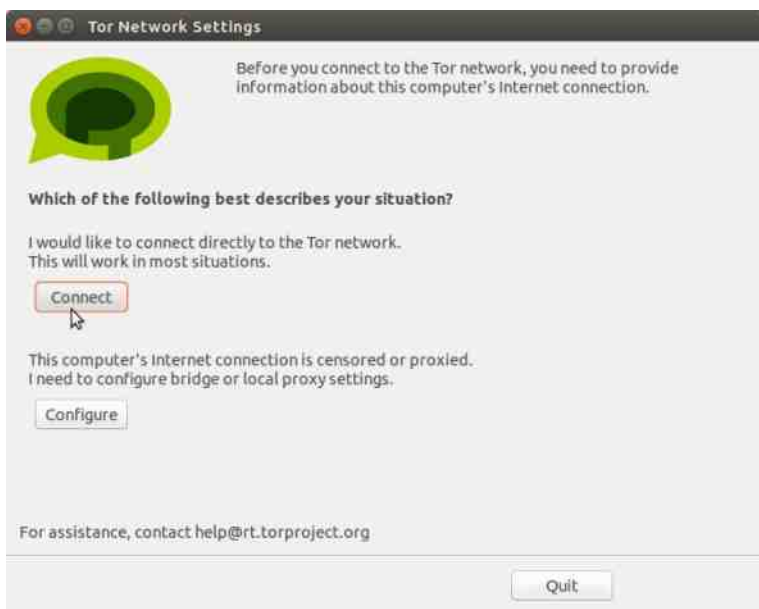 Tor Network Settings
Before you connect to the Tor network, you need to provide
information about this computer's Internet connection.
Which of the following best describes your situation?
I would like to connect directly to the Tor network.
This will work in most situations.
Connect
This computer's Internet connection is censored or proxied.
I need to configure bridge or local proxy settings.
Configure
For assistance, contact help@rt.torproject.org
Quit